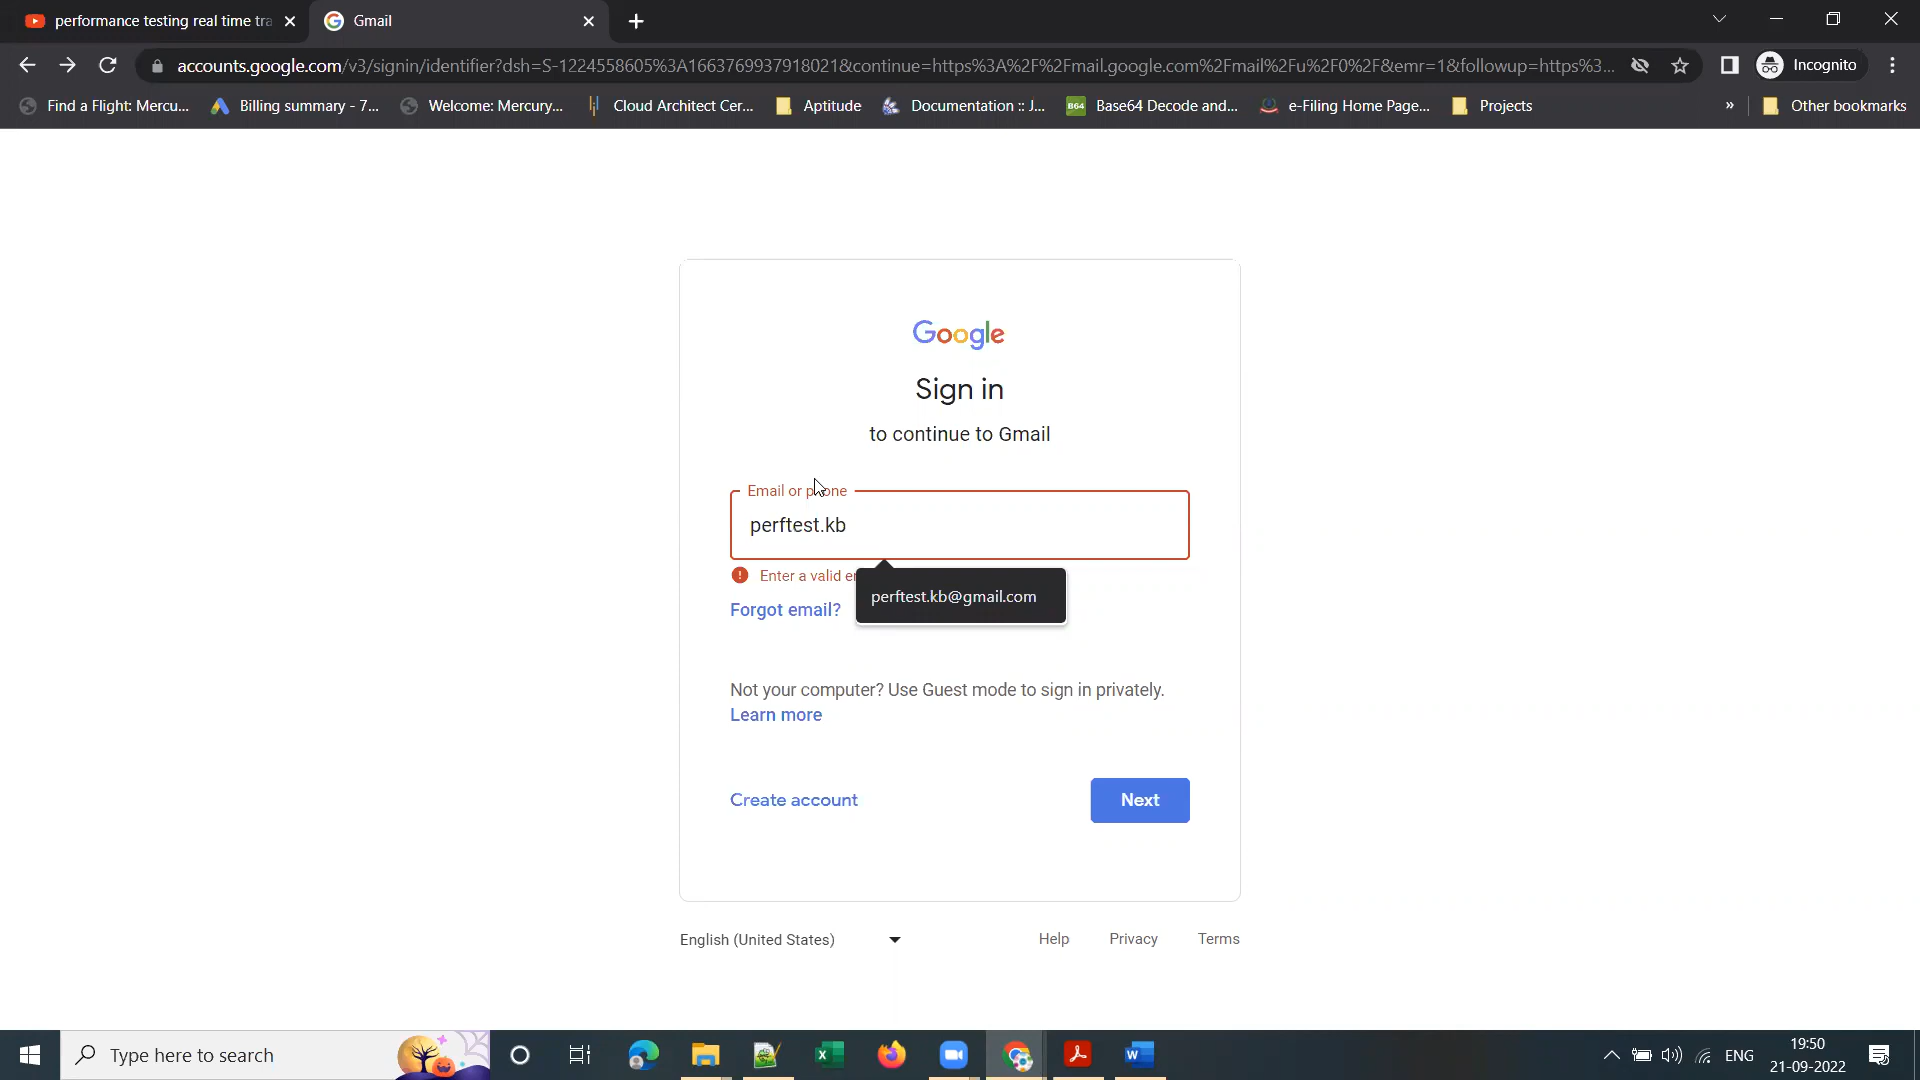 performance testing real time tra
Gmail
accounts.google.com/v3/signin/identifier?dsh=S-1224558605%3A1663769937918021&continue=https%3A%2F%2Fmail.google.com%2Fmail%2Fu%2F0%2F&emr=1&followup=https%3...
Incognito
Find a Flight: Mercu...
Billing summary - 7...
Welcome: Mercury...
Cloud Architect Cer...
Aptitude
Documentation :: J...
B64
Base64 Decode and...
e-Filing Home Page...
Projects
»
Other bookmarks
Google
Sign in
to continue to Gmail
Email or phone
perftest.kb
Enter a valid
perftest.kb@gmail.com
Forgot email?
Not your computer? Use Guest mode to sign in privately.
Learn more
Create account
Next
English (United States)
Help
Privacy
Terms
Type here to search
ENG
19:50
21-09-2022